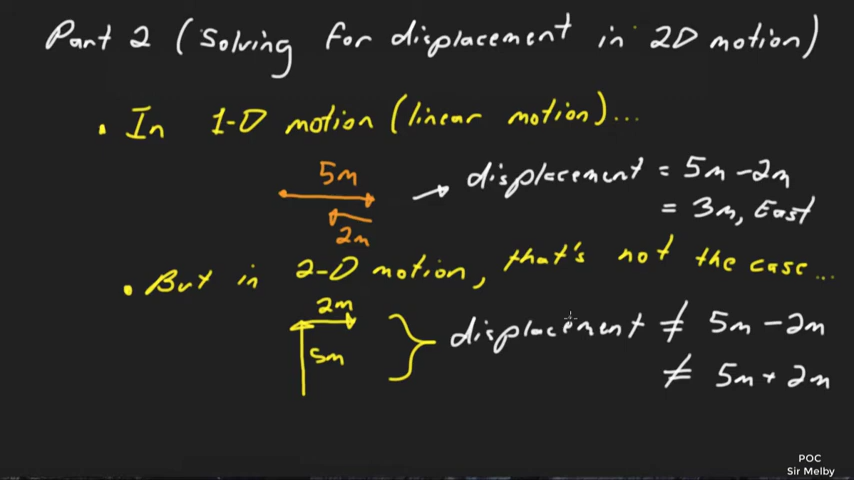 Part 2 (Solving for displacement in 2D motion)
• In 1-D motion (linear motion)...
5m
displacement = 5m - 2m
= 3m, East
2m
• But in 2-D motion, that's not the case...
2m
5m
displacement ≠ 5m - 2m
≠ 5m + 2m
POC
Sir Melby